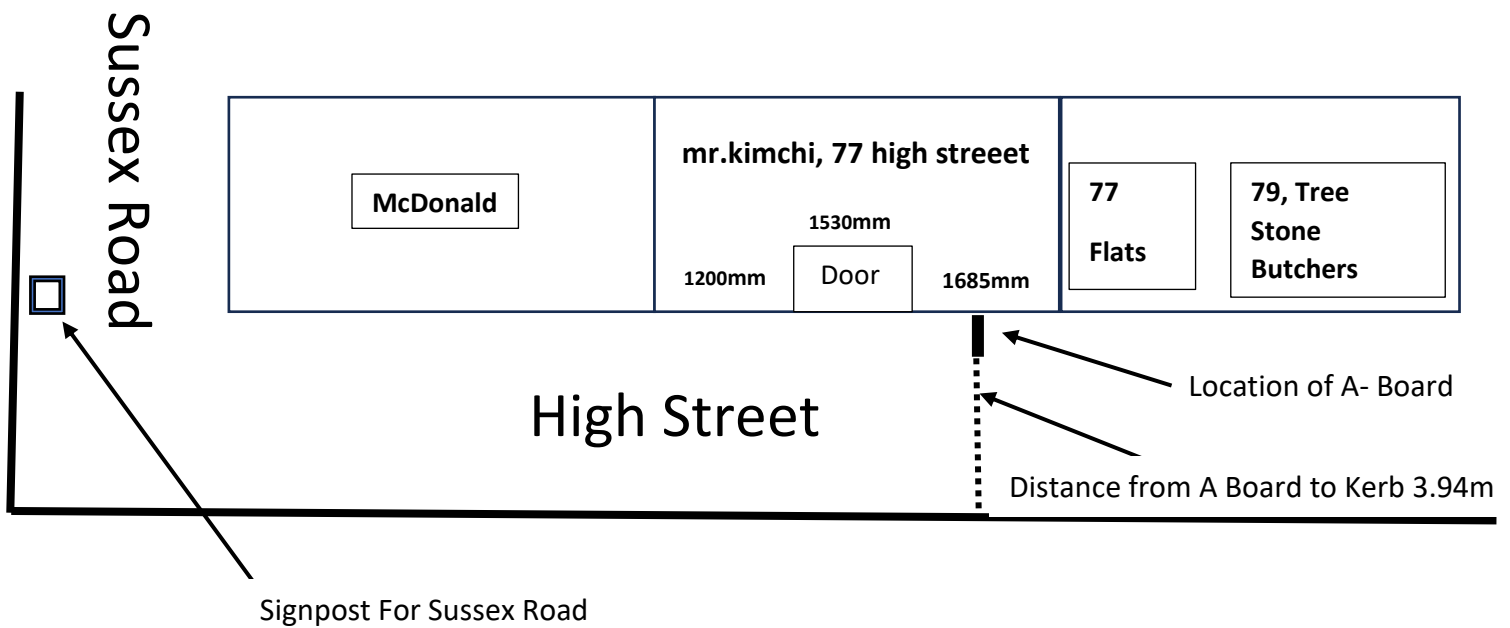 Sussex Road
mr.kimchi, 77 high streeet
McDonald
1530mm
1200mm
Door
1685mm
77
Flats
79, Tree
Stone
Butchers
High Street
Location of A- Board
Distance from A Board to Kerb 3.94m
Signpost For Sussex Road